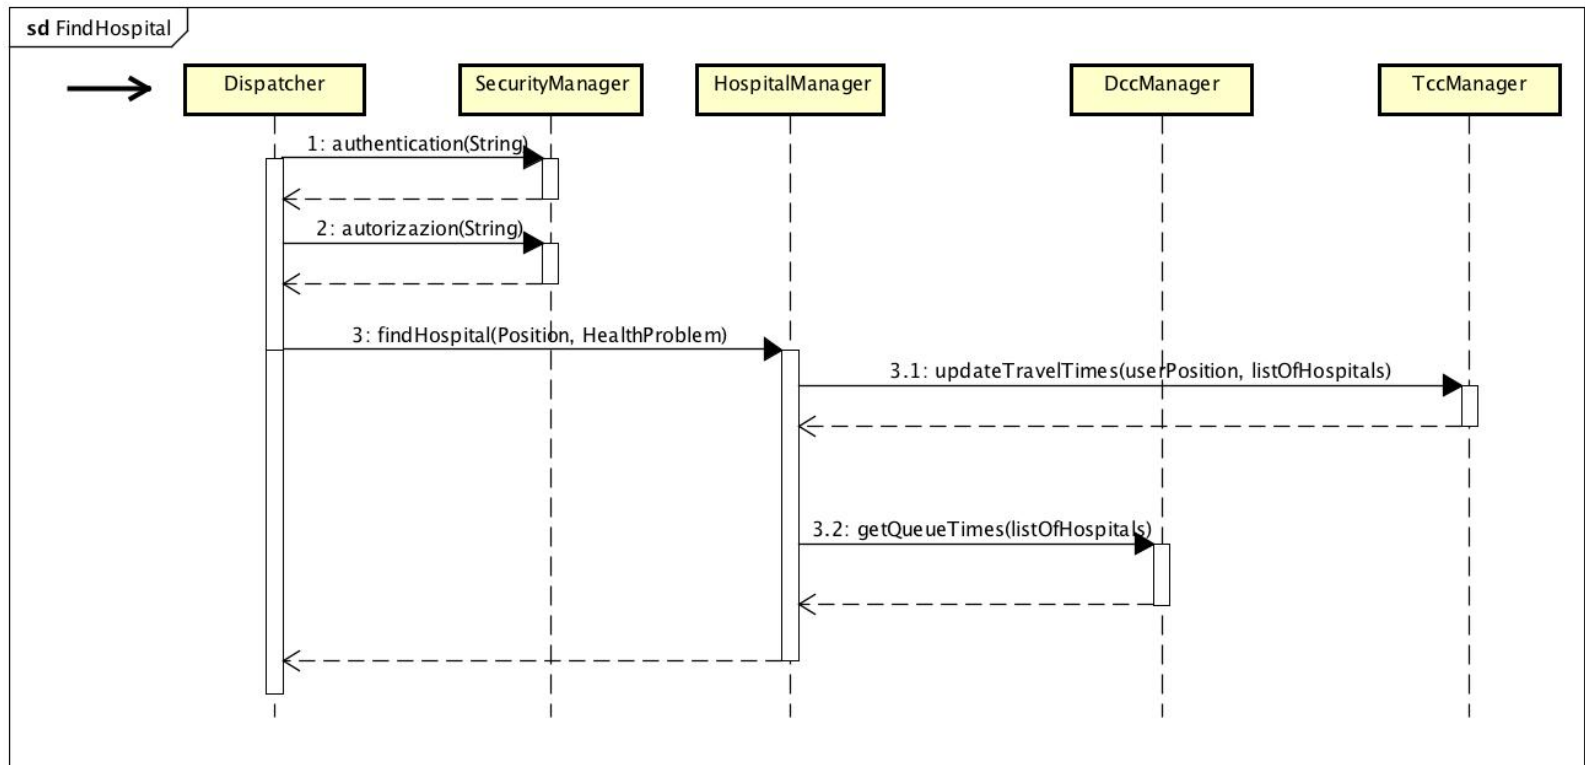 sd FindHospital
Dispatcher
SecurityManager
HospitalManager
DccManager
TccManager
1: authentication(String)
2: autorizazion(String)
3: findHospital(Position, HealthProblem)
3.1: updateTravelTimes(userPosition, listOfHospitals)
3.2: getQueueTimes(listOfHospitals)